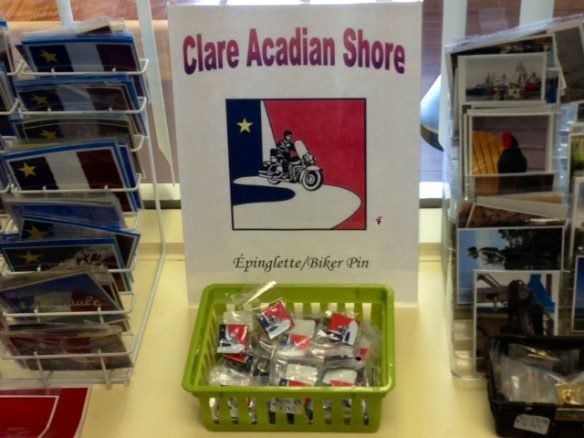 Clare Acadian Shore
Épinglette/Biker Pin